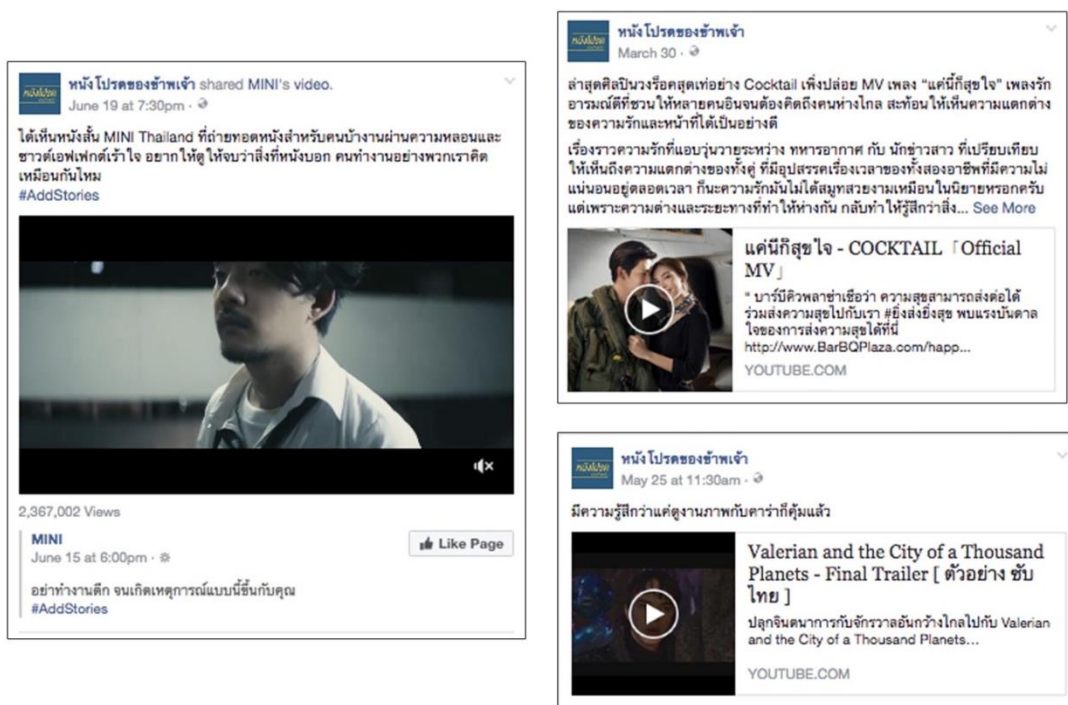 หนังโปรดของข้าพเจ้า shared MINI's video.
June 19 at 7:30pm ·
ได้เห็นหนังสั้น MINI Thailand ที่ถ่ายทอดหนังสำหรับคนบ้างานผ่านความหลอนและ
ซาวด์เอฟเฟกต์เร้าใจ อยากให้ดูให้จบว่าสิ่งที่หนังบอก คนทำงานอย่างพวกเราคิด
เหมือนกันไหม
#AddStories
2,367,002 Views
MINI
June 15 at 6:00pm ·
Like Page
อย่าทำงานดึก จนเกิดเหตุการณ์แบบนี้ขึ้นกับคุณ
#AddStories
หนังโปรดของข้าพเจ้า
March 30 ·
ล่าสุดศิลปินวงร็อคสุดเท่อย่าง Cocktail เพิ่งปล่อย MV เพลง “แค่นี้ก็สุขใจ” เพลงรัก
อารมณ์ดีที่ชวนให้หลายคนอินจนต้องคิดถึงคนห่างไกล สะท้อนให้เห็นความแตกต่าง
ของความรักและหน้าที่ได้เป็นอย่างดี
เรื่องราวความรักที่แอบวุ่นวายระหว่าง ทหารอากาศ กับ นักข่าวสาว ที่เปรียบเทียบ
ให้เห็นถึงความแตกต่างของทั้งคู่ ที่มีอุปสรรคเรื่องเวลาของทั้งสองอาชีพที่มีความไม่
แน่นอนอยู่ตลอดเวลา ก็นะความรักมันไม่ได้สมูทสวยงามเหมือนในนิยายหรอกครับ
แต่เพราะความต่างและระยะทางที่ทำให้ห่างกัน กลับทำให้รู้สึกว่าสิ่ง... See More
แค่นี้ก็สุขใจ - COCKTAIL「Official
MV」
" บาร์บีคิวพลาซ่าเชื่อว่า ความสุขสามารถส่งต่อได้
ร่วมส่งความสุขไปกับเรา #ยิ่งส่งยิ่งสุข พบแรงบันดาล
ใจของการส่งความสุขได้ที่นี่
http://www.BarBQPlaza.com/happ...
YOUTUBE.COM
หนังโปรดของข้าพเจ้า
May 25 at 11:30am ·
มีความรู้สึกว่าแค่ดูงานภาพกับคาร่าก็คุ้มแล้ว
Valerian and the City of a Thousand
Planets - Final Trailer [ ตัวอย่าง ซับ
ไทย ]
ปลุกจินตนาการกับจักรวาลอันกว้างไกลไปกับ Valerian
and the City of a Thousand Planets...
YOUTUBE.COM